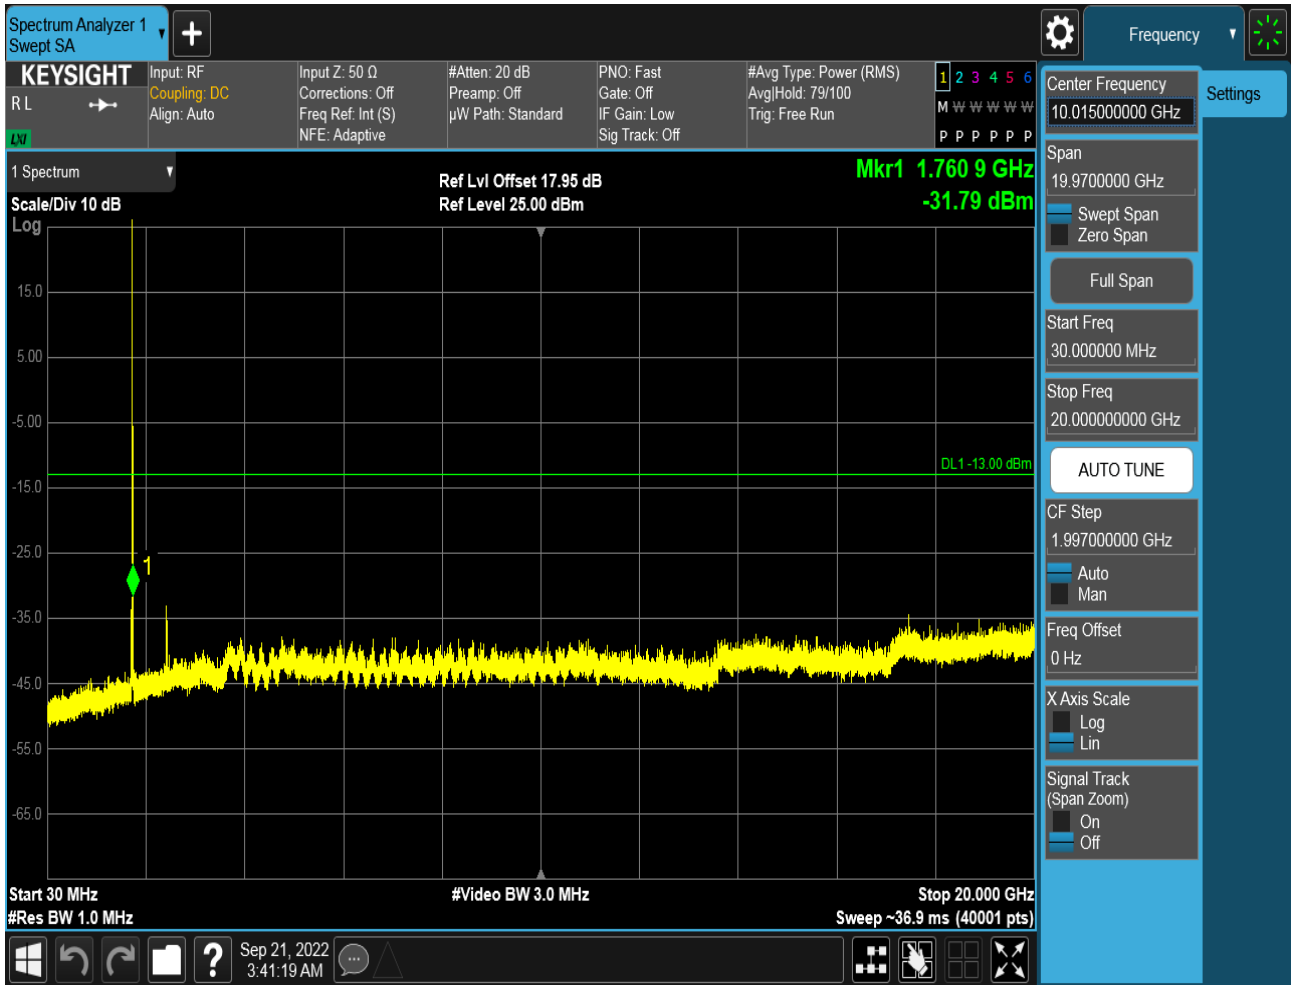 Spectrum Analyzer 1
Swept SA
Frequency
KEYSIGHT
R L
LXI
Input: RF
Coupling: DC
Align: Auto
Input Z: 50 Ω
Corrections: Off
Freq Ref: Int (S)
NFE: Adaptive
#Atten: 20 dB
Preamp: Off
µW Path: Standard
PNO: Fast
Gate: Off
IF Gain: Low
Sig Track: Off
#Avg Type: Power (RMS)
Avg|Hold: 79/100
Trig: Free Run
1 2 3 4 5 6
M W W W W W
P P P P P P
1 Spectrum
Scale/Div 10 dB
Log
Ref Lvl Offset 17.95 dB
Ref Level 25.00 dBm
Mkr1 1.760 9 GHz
-31.79 dBm
15.0
5.00
-5.00
DL1 -13.00 dBm
-15.0
-25.0
1
-35.0
-45.0
-55.0
-65.0
Start 30 MHz
#Res BW 1.0 MHz
#Video BW 3.0 MHz
Stop 20.000 GHz
Sweep ~36.9 ms (40001 pts)
Center Frequency
10.015000000 GHz
Settings
Span
19.9700000 GHz
Swept Span
Zero Span
Full Span
Start Freq
30.000000 MHz
Stop Freq
20.000000000 GHz
AUTO TUNE
CF Step
1.997000000 GHz
Auto
Man
Freq Offset
0 Hz
X Axis Scale
Log
Lin
Signal Track
(Span Zoom)
On
Off
?
Sep 21, 2022
3:41:19 AM